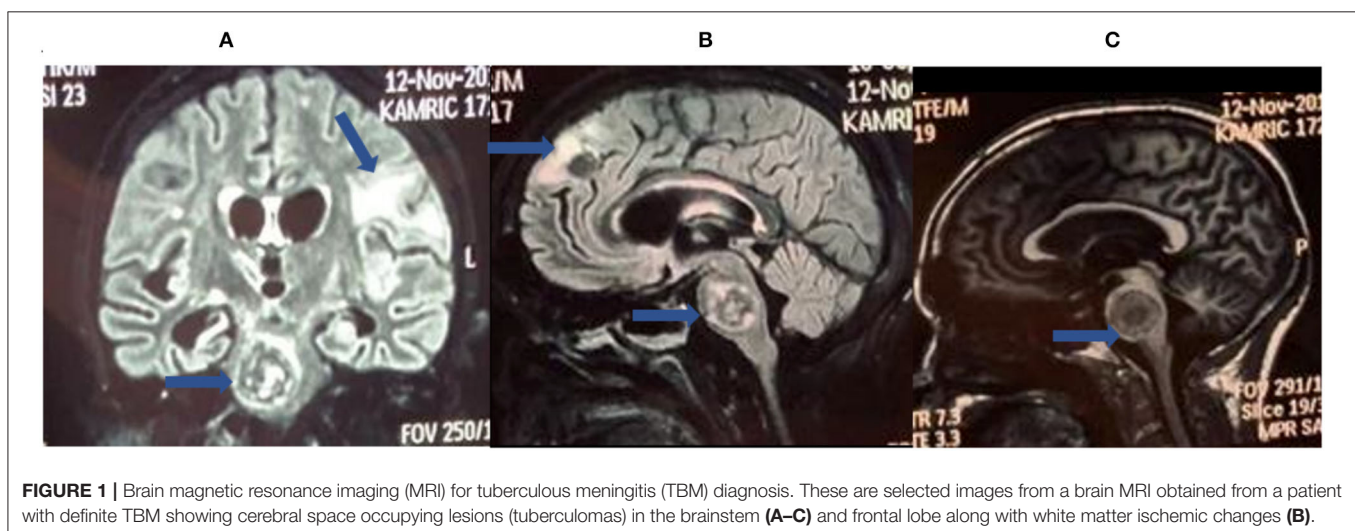 A
B
C
SI 23
12-Nov-20
KAMRIC 17
L
FOV 250/1
/M
17
12-No
KAMRI
TFE/M
19
12-Nov-201
KAMRIC 172
P
FOV 291/1
Slice 19/3
MPR SA
TR 7.3
TE 3.3
FIGURE 1 | Brain magnetic resonance imaging (MRI) for tuberculous meningitis (TBM) diagnosis. These are selected images from a brain MRI obtained from a patient
with definite TBM showing cerebral space occupying lesions (tuberculomas) in the brainstem (A–C) and frontal lobe along with white matter ischemic changes (B).